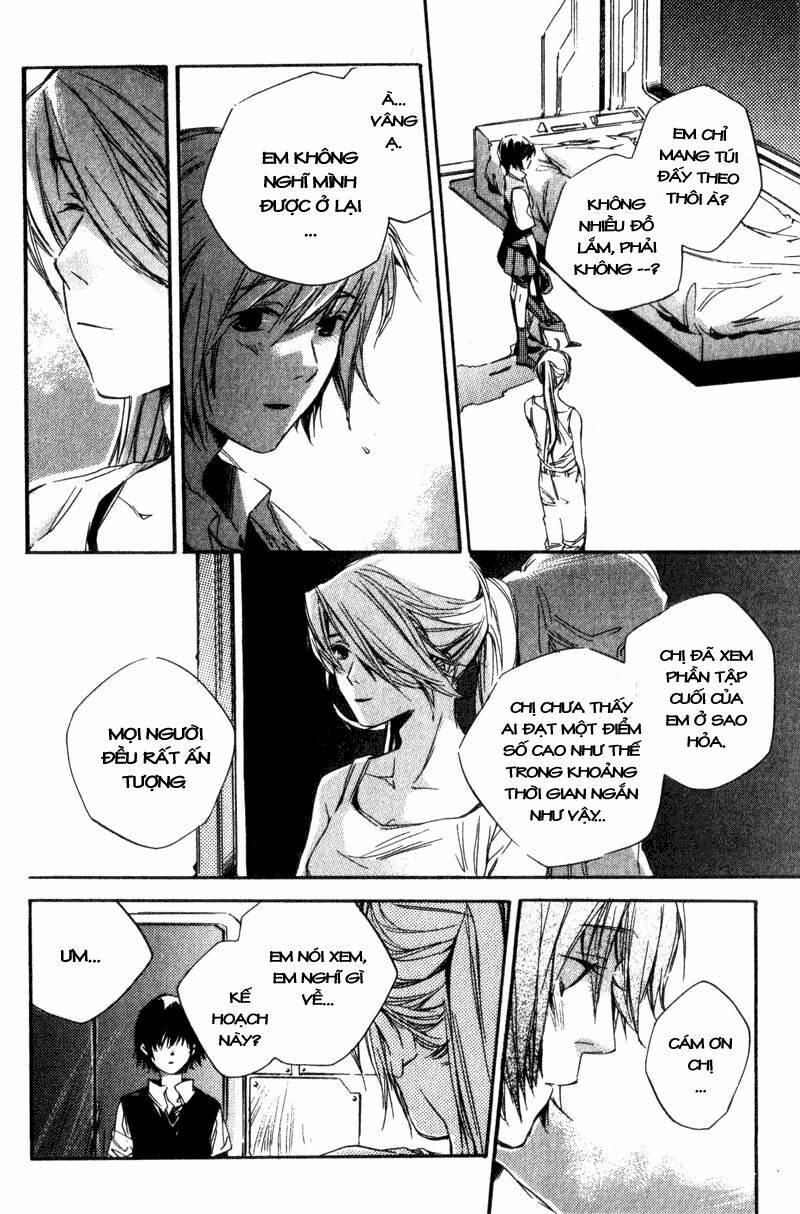 EM CHỈ
MANG TÚI
ĐẤY THEO
THÔI À?
KHÔNG
NHIỀU ĐỒ
LẮM, PHẢI
KHÔNG --?
À...
VÂNG
Ạ.
EM KHÔNG
NGHĨ MÌNH
ĐƯỢC Ở LẠI
...
CHỊ ĐÃ XEM
PHẦN TẬP
CUỐI CỦA
EM Ở SAO
HỎA.
CHỊ CHƯA THẤY
AI ĐẠT MỘT ĐIỂM
SỐ CAO NHƯ THẾ
TRONG KHOẢNG
THỜI GIAN NGẮN
NHƯ VẬY..
MỌI NGƯỜI
ĐỀU RẤT ẤN
TƯỢNG.
CÁM ƠN
CHỊ
...
EM NÓI XEM,
EM NGHĨ GÌ
VỀ...
KẾ
HOẠCH
NÀY?
ƯM...